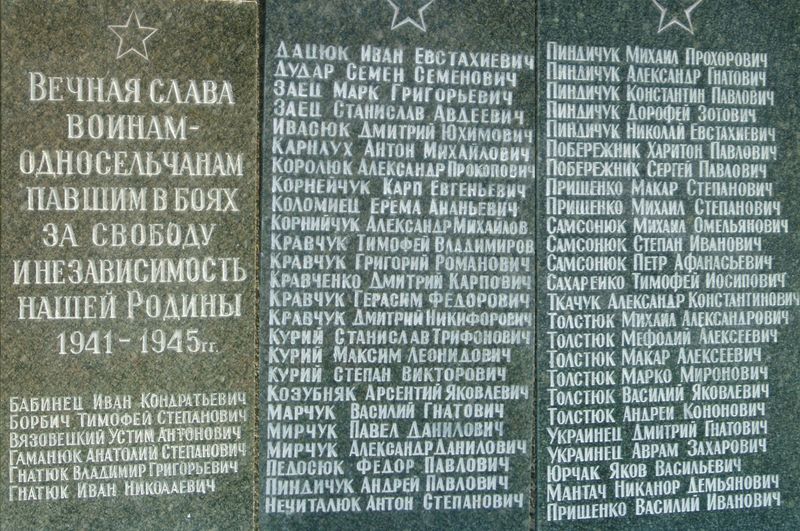 Вечная слава
воинам-
односельчанам
павшим в боях
за свободу
и независимость
нашей Родины
1941-1945гг.
Бабинец Иван Кондратьевич
Борбич Тимофей Степанович
Вязовецкий Устим Антонович
Гаманюк Анатолий Степанович
Гнатюк Владимир Григорьевич
Гнатюк Иван Николаевич
Дацюк Иван Евстахиевич
Дудар Семен Семенович
Заец Марк Григорьевич
Заец Станислав Авдеевич
Ивасюк Дмитрий Юхимович
Карнлух Антон Михайлович
Королюк Александр Прокопович
Корнейчук Карп Евгеньевич
Коломиец Ерема Ананьевич
Корнийчук Александр Михайлов
Кравчук Тимофей Владимиров
Кравчук Григорий Романович
Кравченко Дмитрий Карпович
Кравчук Герасим Федорович
Кравчук Дмитрий Никифорович
Курий Станислав Трифонович
Курий Максим Леонидович
Курий Степан Викторович
Козубняк Арсентий Яковлевич
Марчук Василий Гнатович
Мирчук Павел Данилович
Мирчук Александр Данилович
Педосюк Федор Павлович
Пиндичук Андрей Павлович
Нечиталюк Антон Степанович
Пиндичук Михаил Прохорович
Пиндичук Александр Гнатович
Пиндичук Константин Павлович
Пиндичук Дорофей Зотович
Пиндичук Николай Евстахиевич
Побережник Харитон Павлович
Побережник Сергей Павлович
Прищенко Макар Степанович
Прищенко Михаил Степанович
Самсонюк Михаил Омельянович
Самсонюк Степан Иванович
Самсонюк Петр Афанасьевич
Сахарейко Тимофей Иосипович
Ткачук Александр Константинович
Толстюк Михаил Александрович
Толстюк Мефодий Алексеевич
Толстюк Макар Алексеевич
Толстюк Марко Миронович
Толстюк Василий Яковлевич
Толстюк Андрей Кононович
Украинец Дмитрий Гнатович
Украинец Аврам Захарович
Юрчак Яков Васильевич
Мантач Никанор Демьянович
Прищенко Василий Иванович